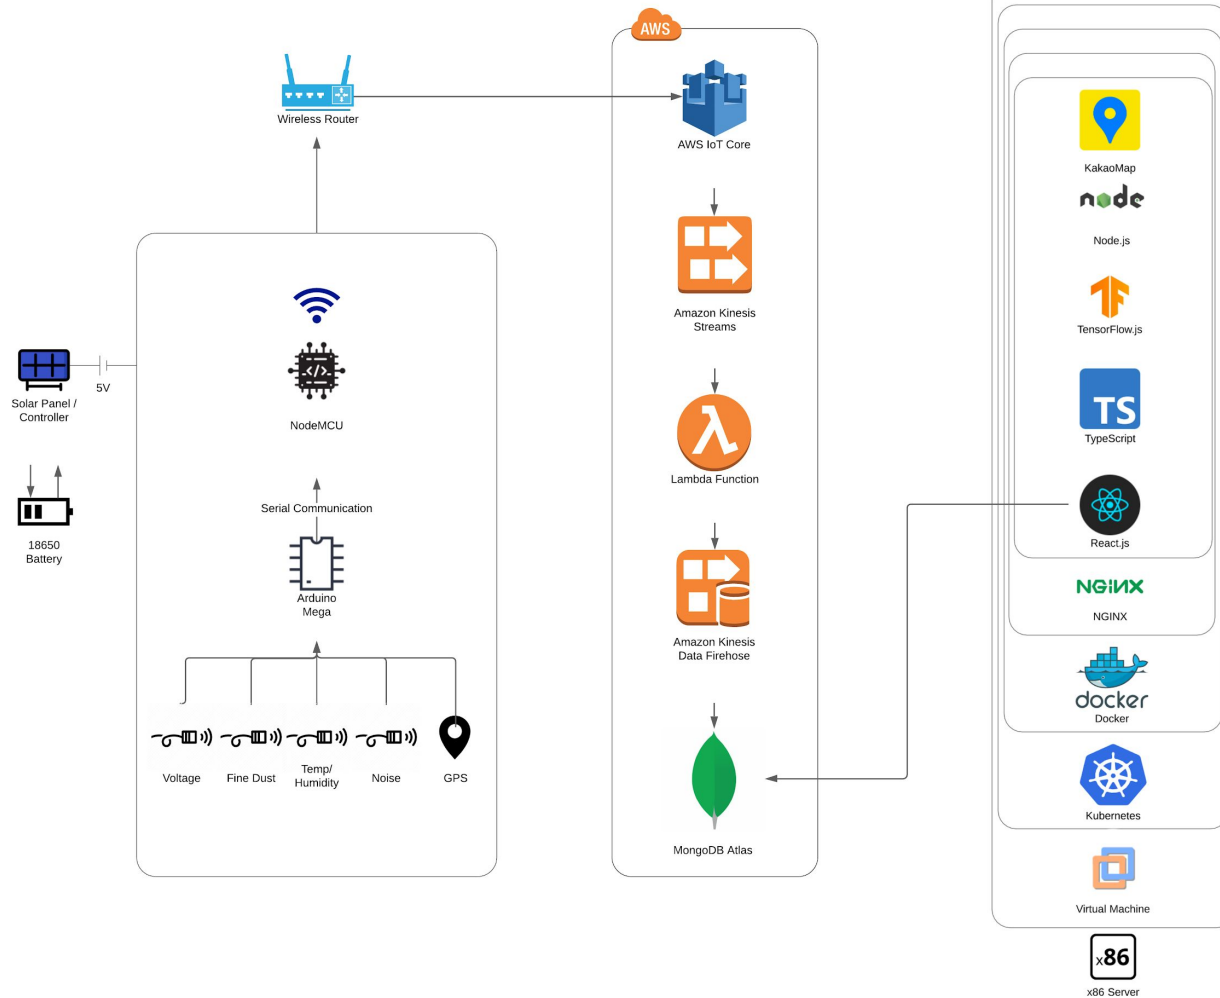 Wireless Router
5V
Solar Panel /
Controller
18650
Battery
NodeMCU
Serial Communication
Arduino
Mega
Voltage
Fine Dust
Temp/
Humidity
Noise
GPS
AWS
AWS IoT Core
Amazon Kinesis
Streams
Lambda Function
Amazon Kinesis
Data Firehose
MongoDB Atlas
KakaoMap
node
Node.js
TensorFlow.js
TS
TypeScript
React.js
NGINX
NGINX
docker
Docker
Kubernetes
Virtual Machine
x86
x86 Server